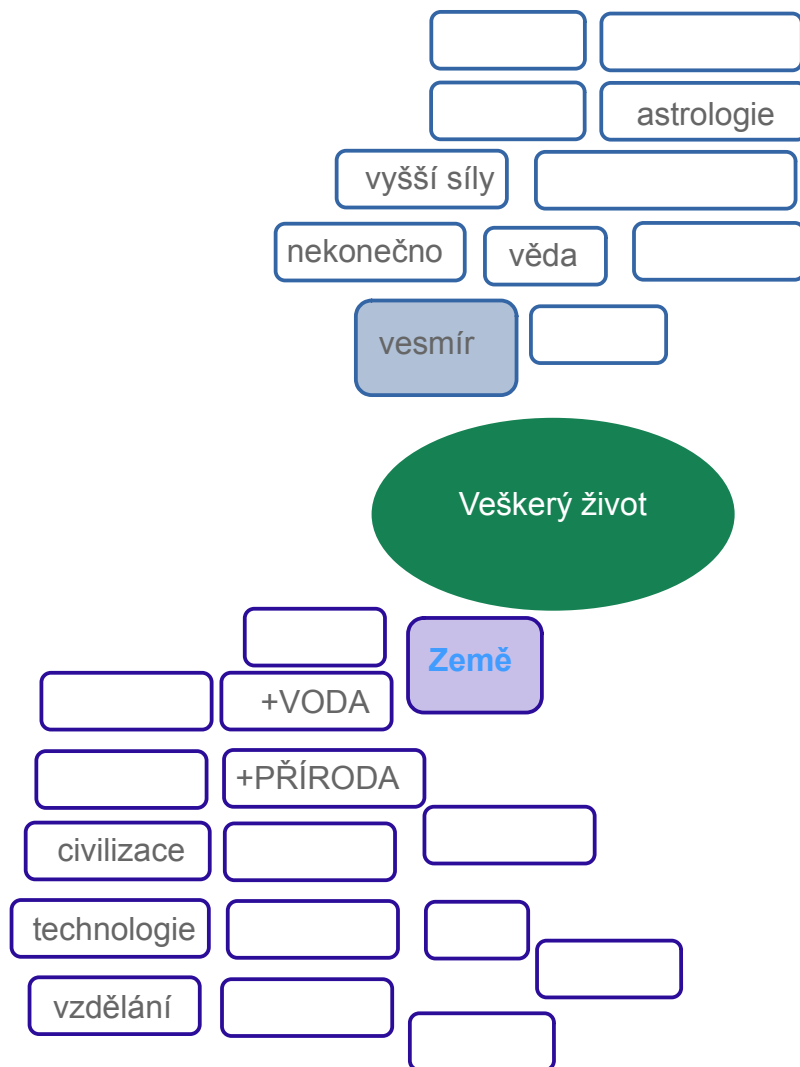 astrologie
vyšší síly
nekonečno
věda
vesmír
Veškerý život
Země
+VODA
+PŘÍRODA
civilizace
technologie
vzdělání